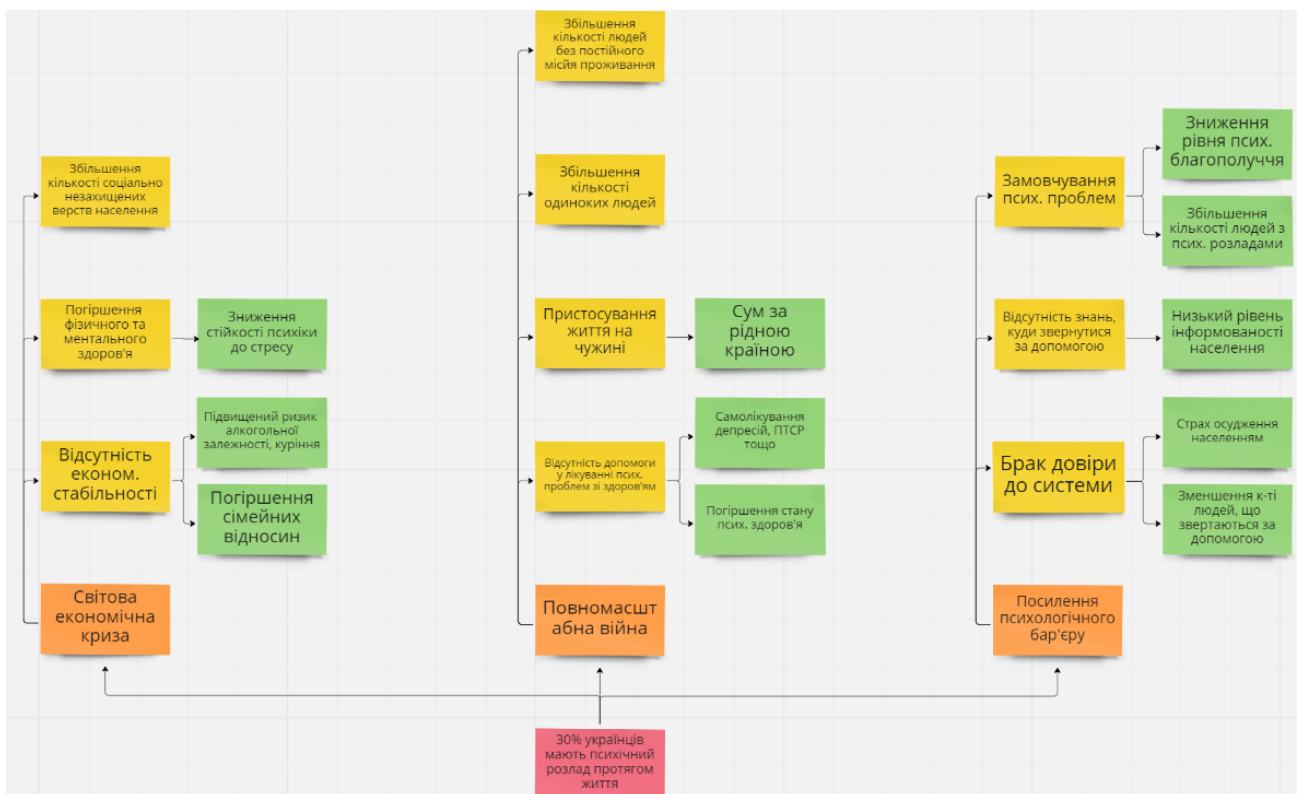 Збільшення
кількості людей
без постійного
місйя проживання
Збільшення
кількості соціально
незахищених
верств населення
Збільшення
кількості
одиноких людей
Замовчування
псих. проблем
Зниження
рівня псих.
благополуччя
Збільшення
кількості людей з
псих. розладами
Погіршення
фізичного та
ментального
здоров'я
Зниження
стійкості психіки
до стресу
Пристосування
життя на
чужині
Сум за
рідною
країною
Відсутність знань,
куди звернутися
за допомогою
Низький рівень
інформованості
населення
Відсутність
економ.
стабільності
Підвищений ризик
алкогольної
залежності, куріння
Погіршення
сімейних
відносин
Відсутність допомоги
у лікуванні псих.
проблем зі здоров'ям
Самолікування
депресій, ПТСР
тощо
Погіршення стану
псих. здоров'я
Брак довіри
до системи
Страх осудження
населенням
Зменшення к-ті
людей, що
звертаються за
допомогою
Світова
економічна
криза
Повномасшт
абна війна
Посилення
психологічного
бар'єру
30% українців
мають психічний
розлад протягом
життя